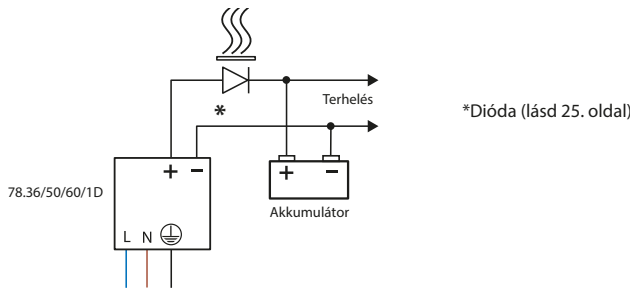 Terhelés
*
*Dióda (lásd 25. oldal)
+ −
78.36/50/60/1D
+ −
Akkumulátor
L N